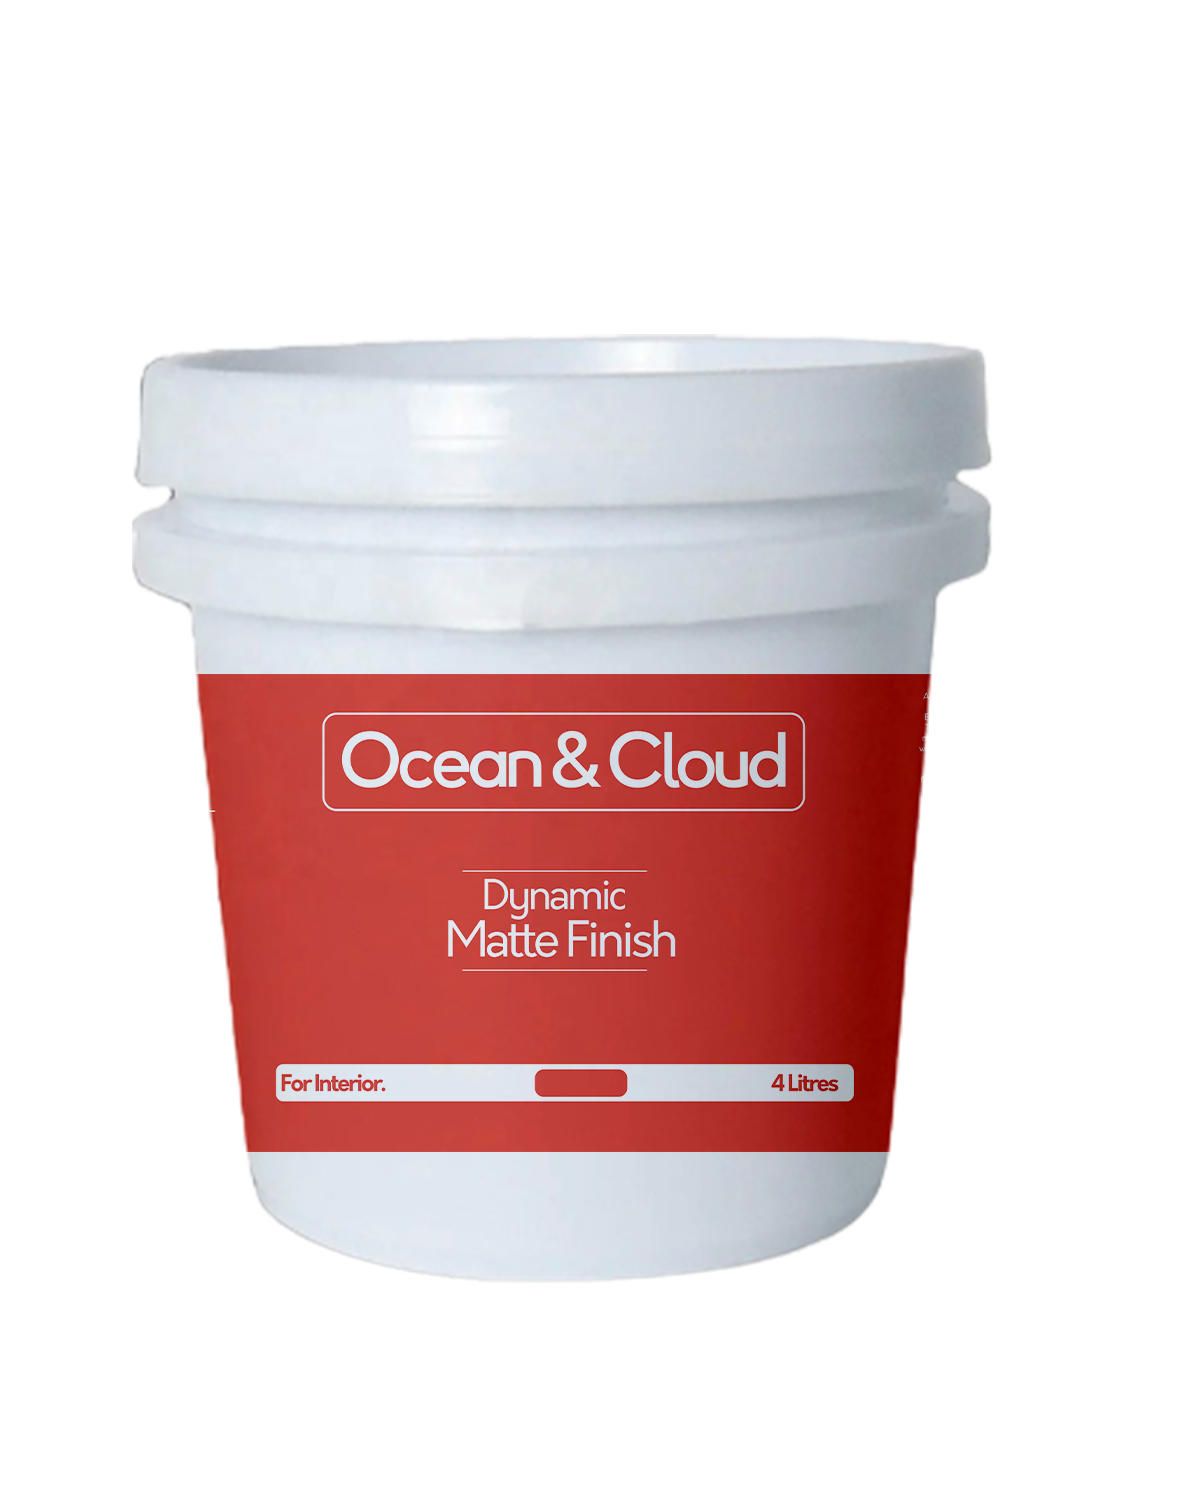 Ocean & Cloud
Dynamic
Matte Finish
For Interior.
4 Litres